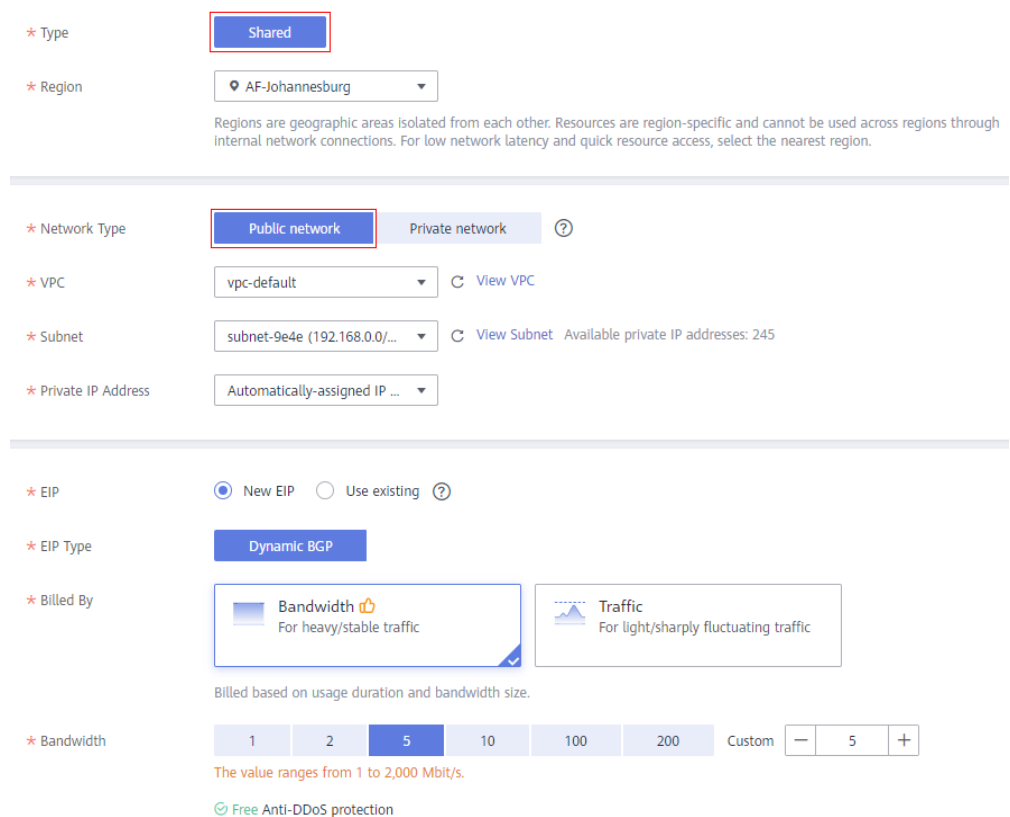 * Type Shared
* Region AF-Johannesburg
Regions are geographic areas isolated from each other. Resources are region-specific and cannot be used across regions through
internal network connections. For low network latency and quick resource access, select the nearest region.
* Network Type Public network Private network ?
* VPC vpc-default View VPC
* Subnet subnet-9e4e (192.168.0.0/... View Subnet Available private IP addresses: 245
* Private IP Address Automatically-assigned IP ...
* EIP New EIP Use existing ?
* EIP Type Dynamic BGP
* Billed By Bandwidth Traffic
For heavy/stable traffic For light/sharply fluctuating traffic
Billed based on usage duration and bandwidth size.
* Bandwidth 1 2 5 10 100 200 Custom − 5 +
The value ranges from 1 to 2,000 Mbit/s.
Free Anti-DDoS protection